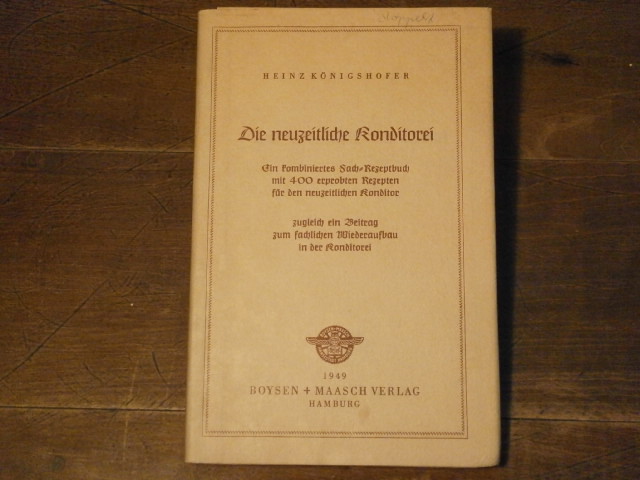 HEINZ KÖNIGSHOFER
Die neuzeitliche Konditorei
Ein kombiniertes Sach-Rezeptbuch
mit 400 erprobten Rezepten
für den neuzeitlichen Konditor
zugleich ein Beitrag
zum fachlichen Wiederaufbau
in der Konditorei
1949
BOYSEN + MAASCH VERLAG
HAMBURG